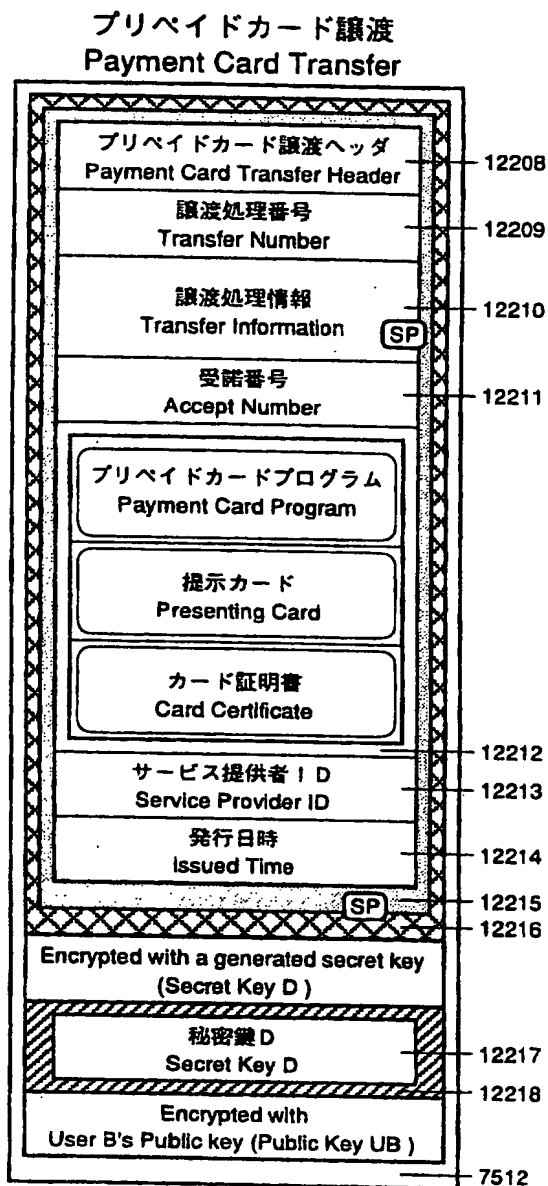 プリペイドカード譲渡
Payment Card Transfer
プリペイドカード譲渡ヘッダ
Payment Card Transfer Header
12208
譲渡処理番号
Transfer Number
12209
譲渡処理情報
Transfer Information
12210
SP
受諾番号
Accept Number
12211
プリペイドカードプログラム
Payment Card Program
提示カード
Presenting Card
カード証明書
Card Certificate
12212
サービス提供者ID
Service Provider ID
12213
発行日時
Issued Time
12214
SP
12215
12216
Encrypted with a generated secret key
(Secret Key D )
秘密鍵D
Secret Key D
12217
12218
Encrypted with
User B's Public key (Public Key UB )
7512